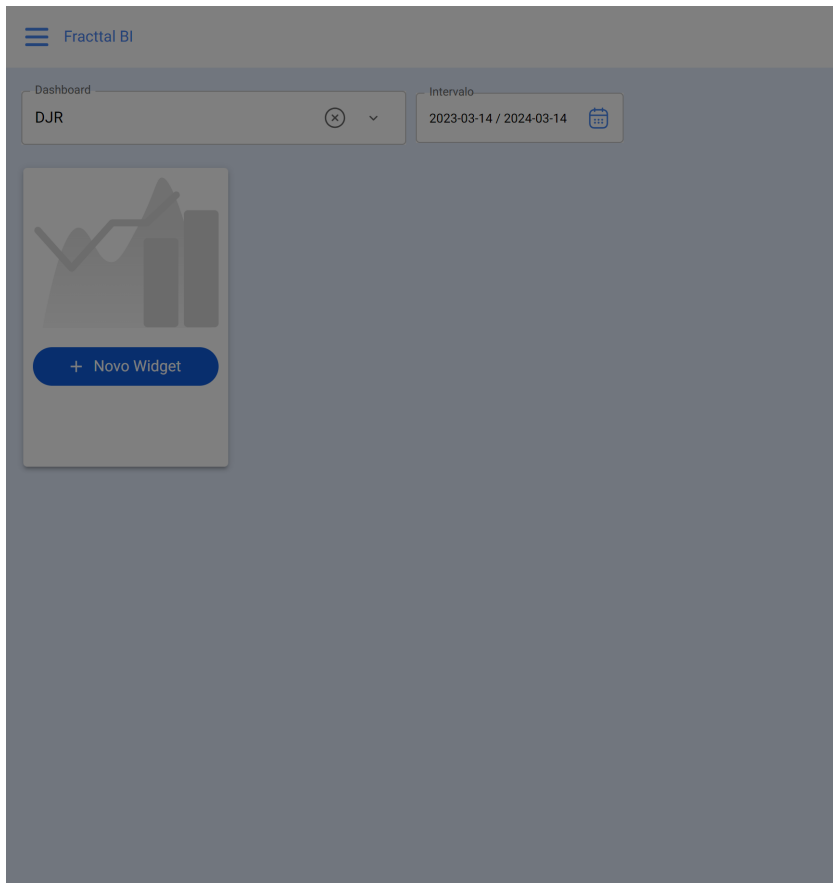 Fracttal BI
Dashboard
DJR
Intervalo
2023-03-14 / 2024-03-14
+ Novo Widget